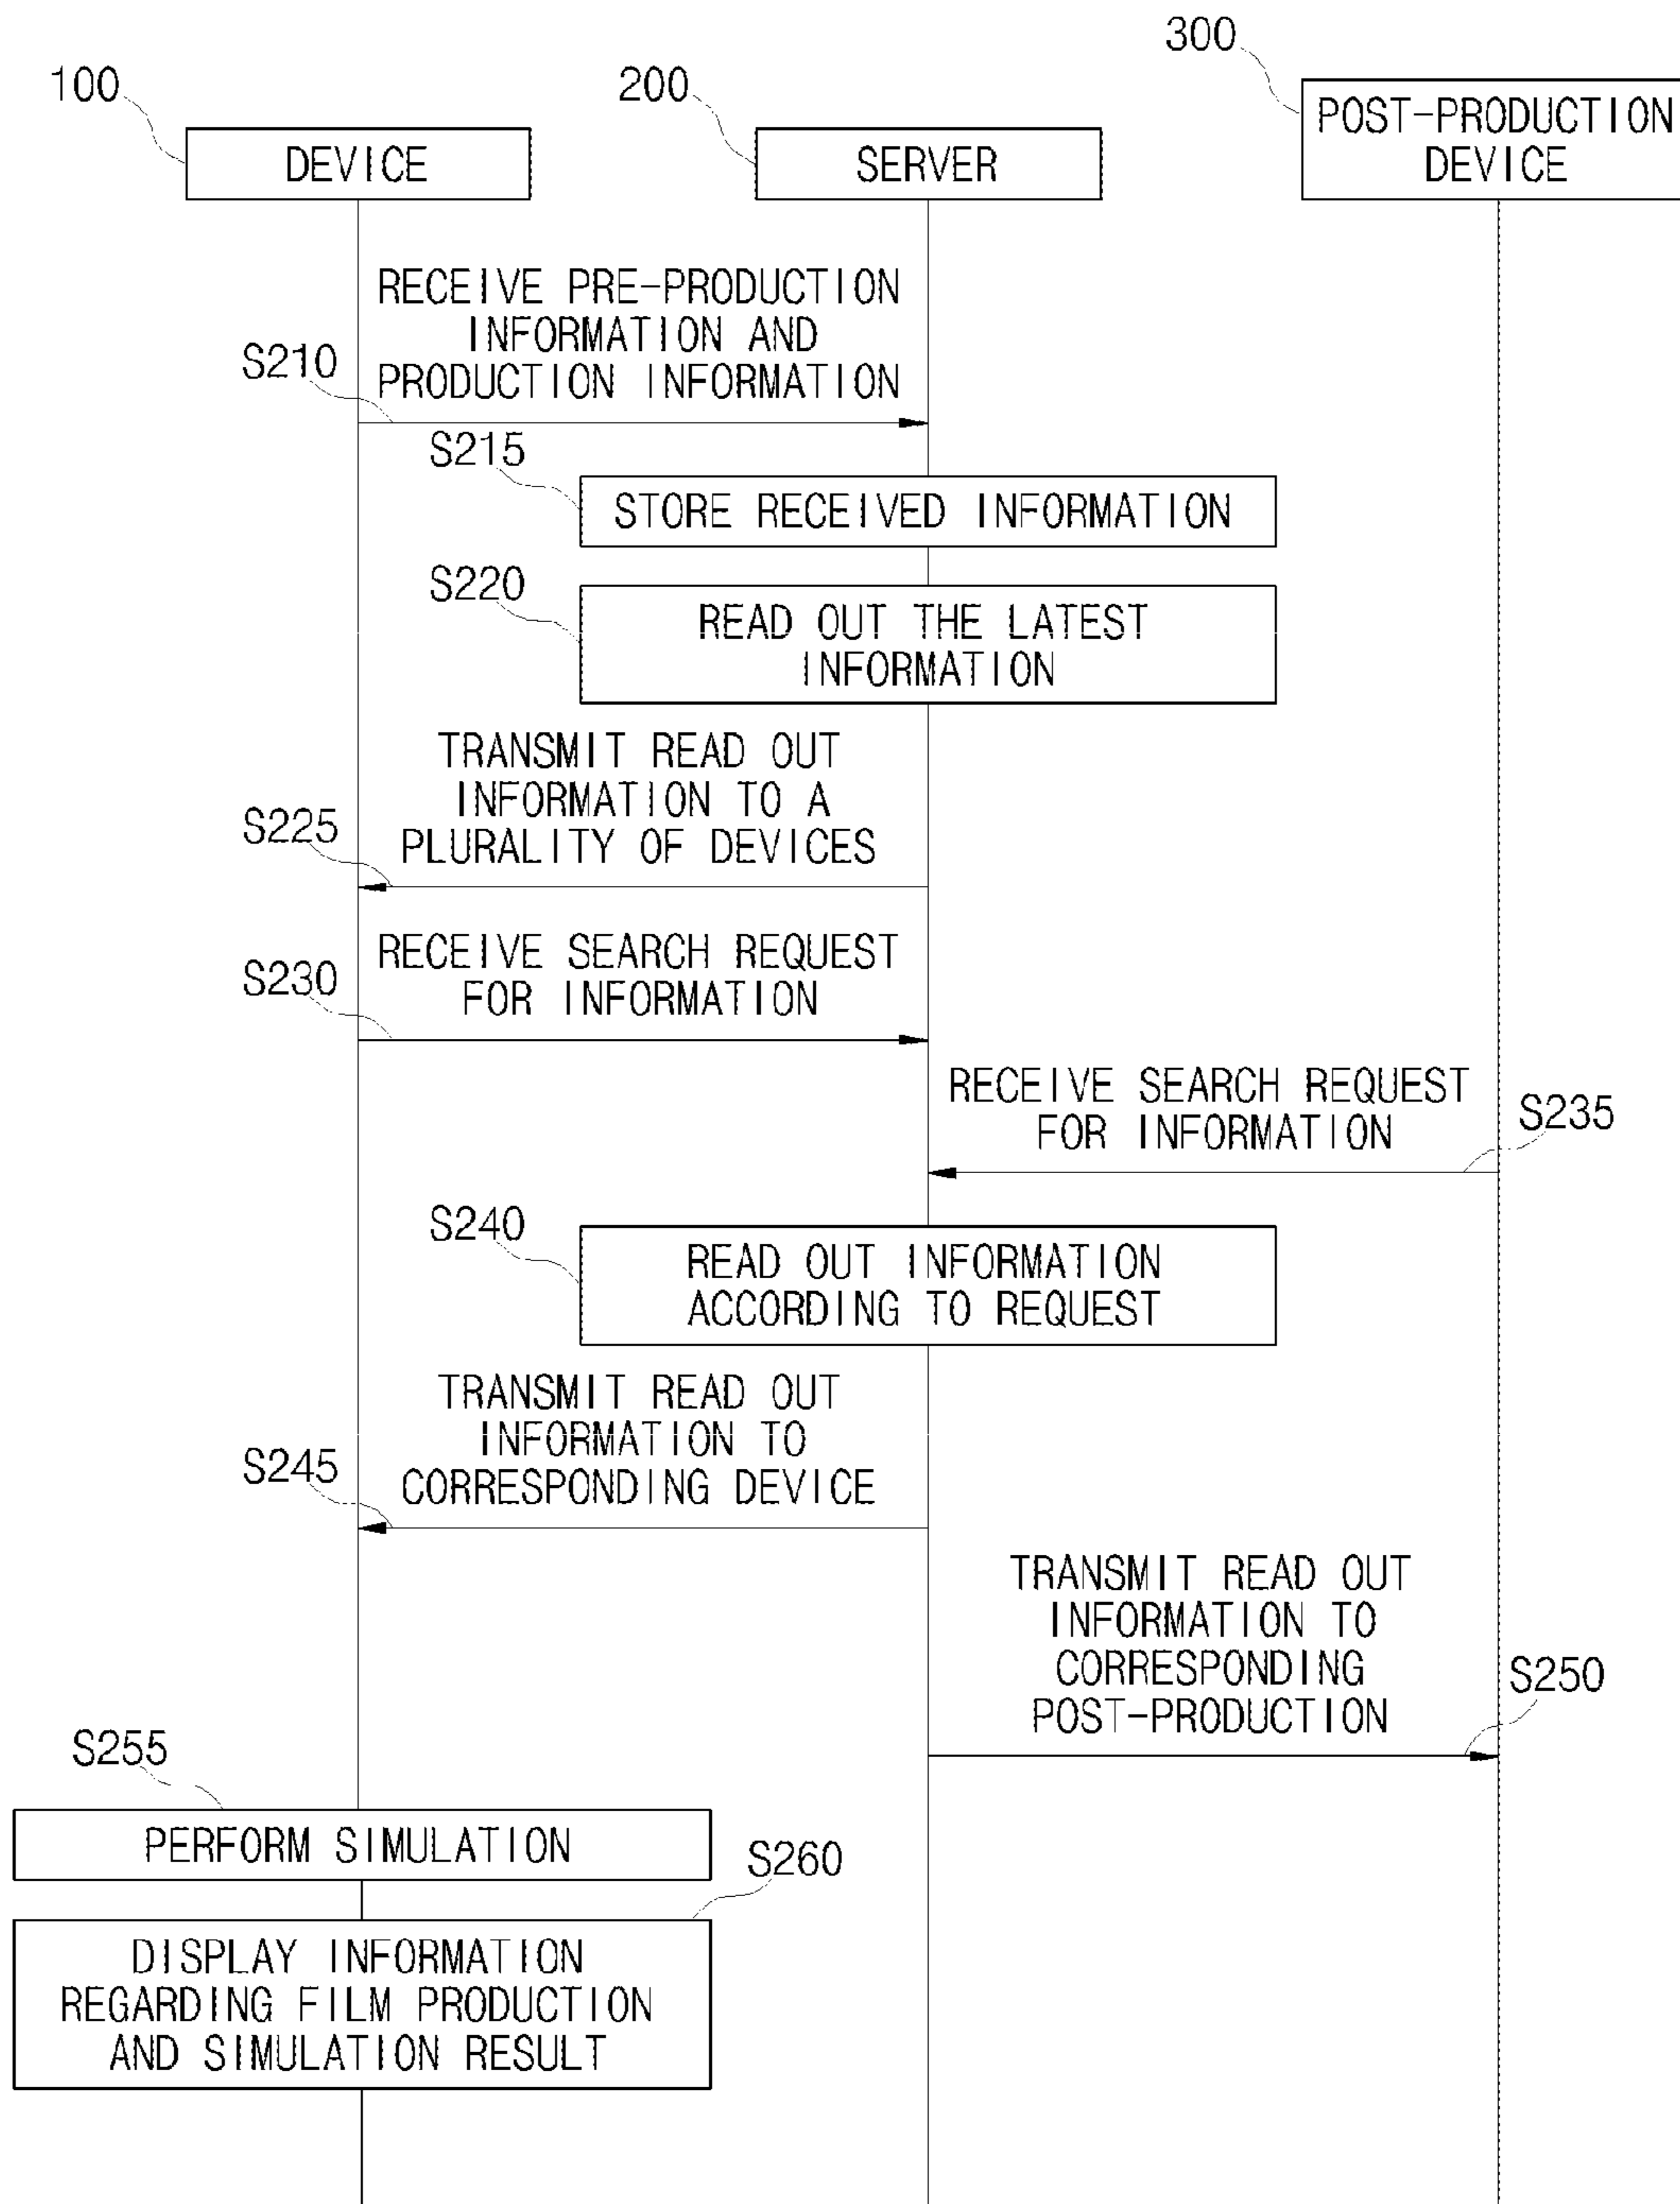 300
100
200
POST-PRODUCTION
DEVICE
DEVICE
SERVER
RECEIVE PRE-PRODUCTION
INFORMATION AND
PRODUCTION INFORMATION
S210
S215
STORE RECEIVED INFORMATION
S220
READ OUT THE LATEST
INFORMATION
TRANSMIT READ OUT
INFORMATION TO A
PLURALITY OF DEVICES
S225
RECEIVE SEARCH REQUEST
FOR INFORMATION
S230
RECEIVE SEARCH REQUEST
FOR INFORMATION
S235
S240
READ OUT INFORMATION
ACCORDING TO REQUEST
TRANSMIT READ OUT
INFORMATION TO
CORRESPONDING DEVICE
S245
TRANSMIT READ OUT
INFORMATION TO
CORRESPONDING
POST-PRODUCTION
S250
S255
PERFORM SIMULATION
S260
DISPLAY INFORMATION
REGARDING FILM PRODUCTION
AND SIMULATION RESULT